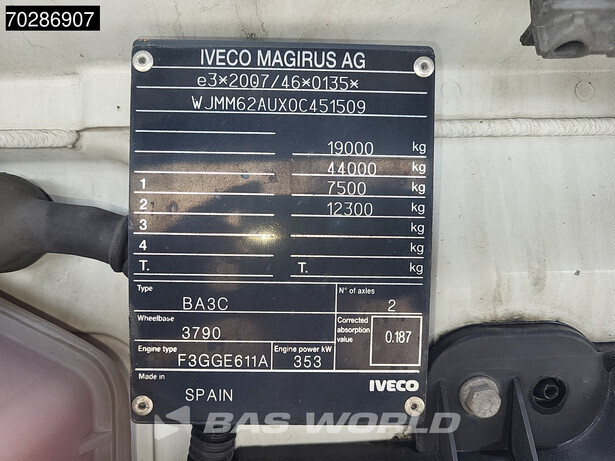 70286907
IVECO MAGIRUS AG
e3*2007/46*0135*
WJMM62AUX0C451509
19000 kg
44000 kg
1 7500 kg
2 12300 kg
3 kg
4 kg
T. T. kg
Type BA3C N° of axles 2
Wheelbase 3790 Corrected absorption value 0.187
Engine type F3GGE611A Engine power kW 353
Made in SPAIN IVECO
BAS WORLD